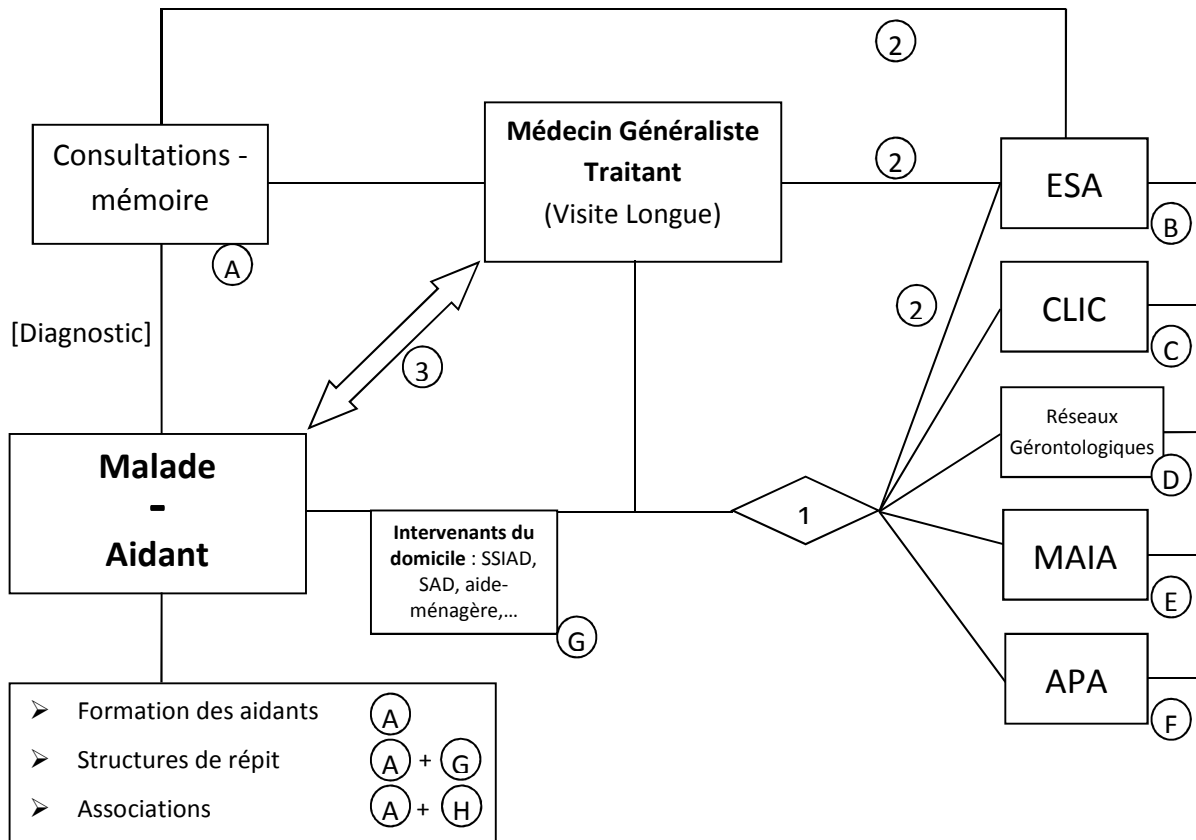 2
Consultations -
mémoire
A
Médecin Généraliste
Traitant
(Visite Longue)
2
ESA
B
[Diagnostic]
3
2
CLIC
C
Réseaux
Gérontologiques
D
Malade
-
Aidant
Intervenants du
domicile : SSIAD,
SAD, aide-
ménagère,...
G
1
MAIA
E
APA
F
➢ Formation des aidants A
➢ Structures de répit A + G
➢ Associations A + H